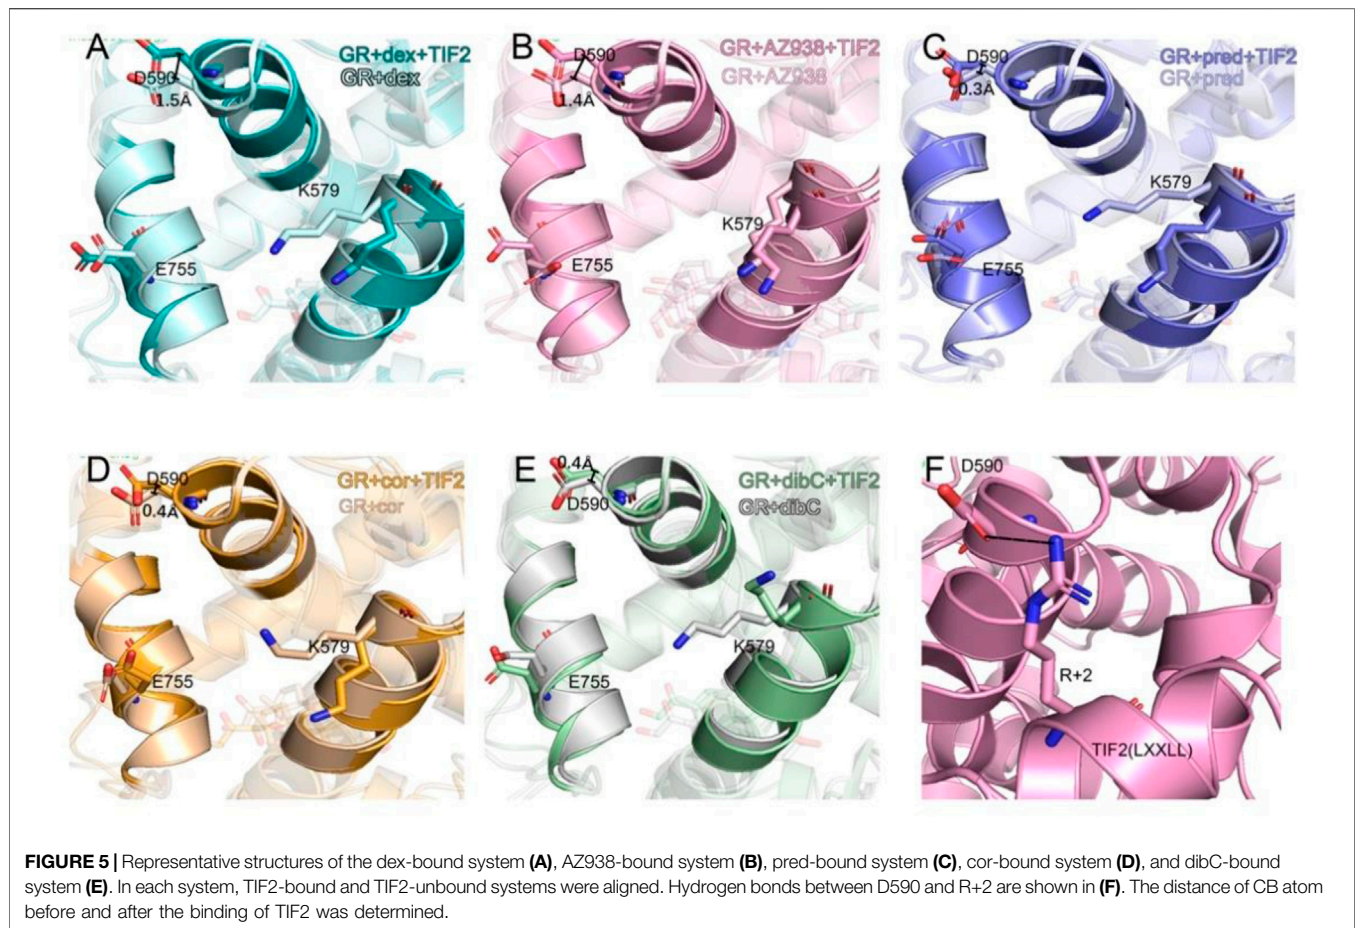 A
GR+dex+TIF2
GR+dex
D590
1.5Å
K579
E755
B
GR+AZ938+TIF2
GR+AZ938
D590
1.4Å
K579
E755
C
GR+pred+TIF2
GR+pred
D590
0.3Å
K579
E755
D
GR+cor+TIF2
GR+cor
D590
0.4Å
K579
E755
E
GR+dibC+TIF2
GR+dibC
0.4Å
D590
K579
E755
F
D590
R+2
TIF2(LXXLL)
FIGURE 5 | Representative structures of the dex-bound system (A), AZ938-bound system (B), pred-bound system (C), cor-bound system (D), and dibC-bound
system (E). In each system, TIF2-bound and TIF2-unbound systems were aligned. Hydrogen bonds between D590 and R+2 are shown in (F). The distance of CB atom
before and after the binding of TIF2 was determined.